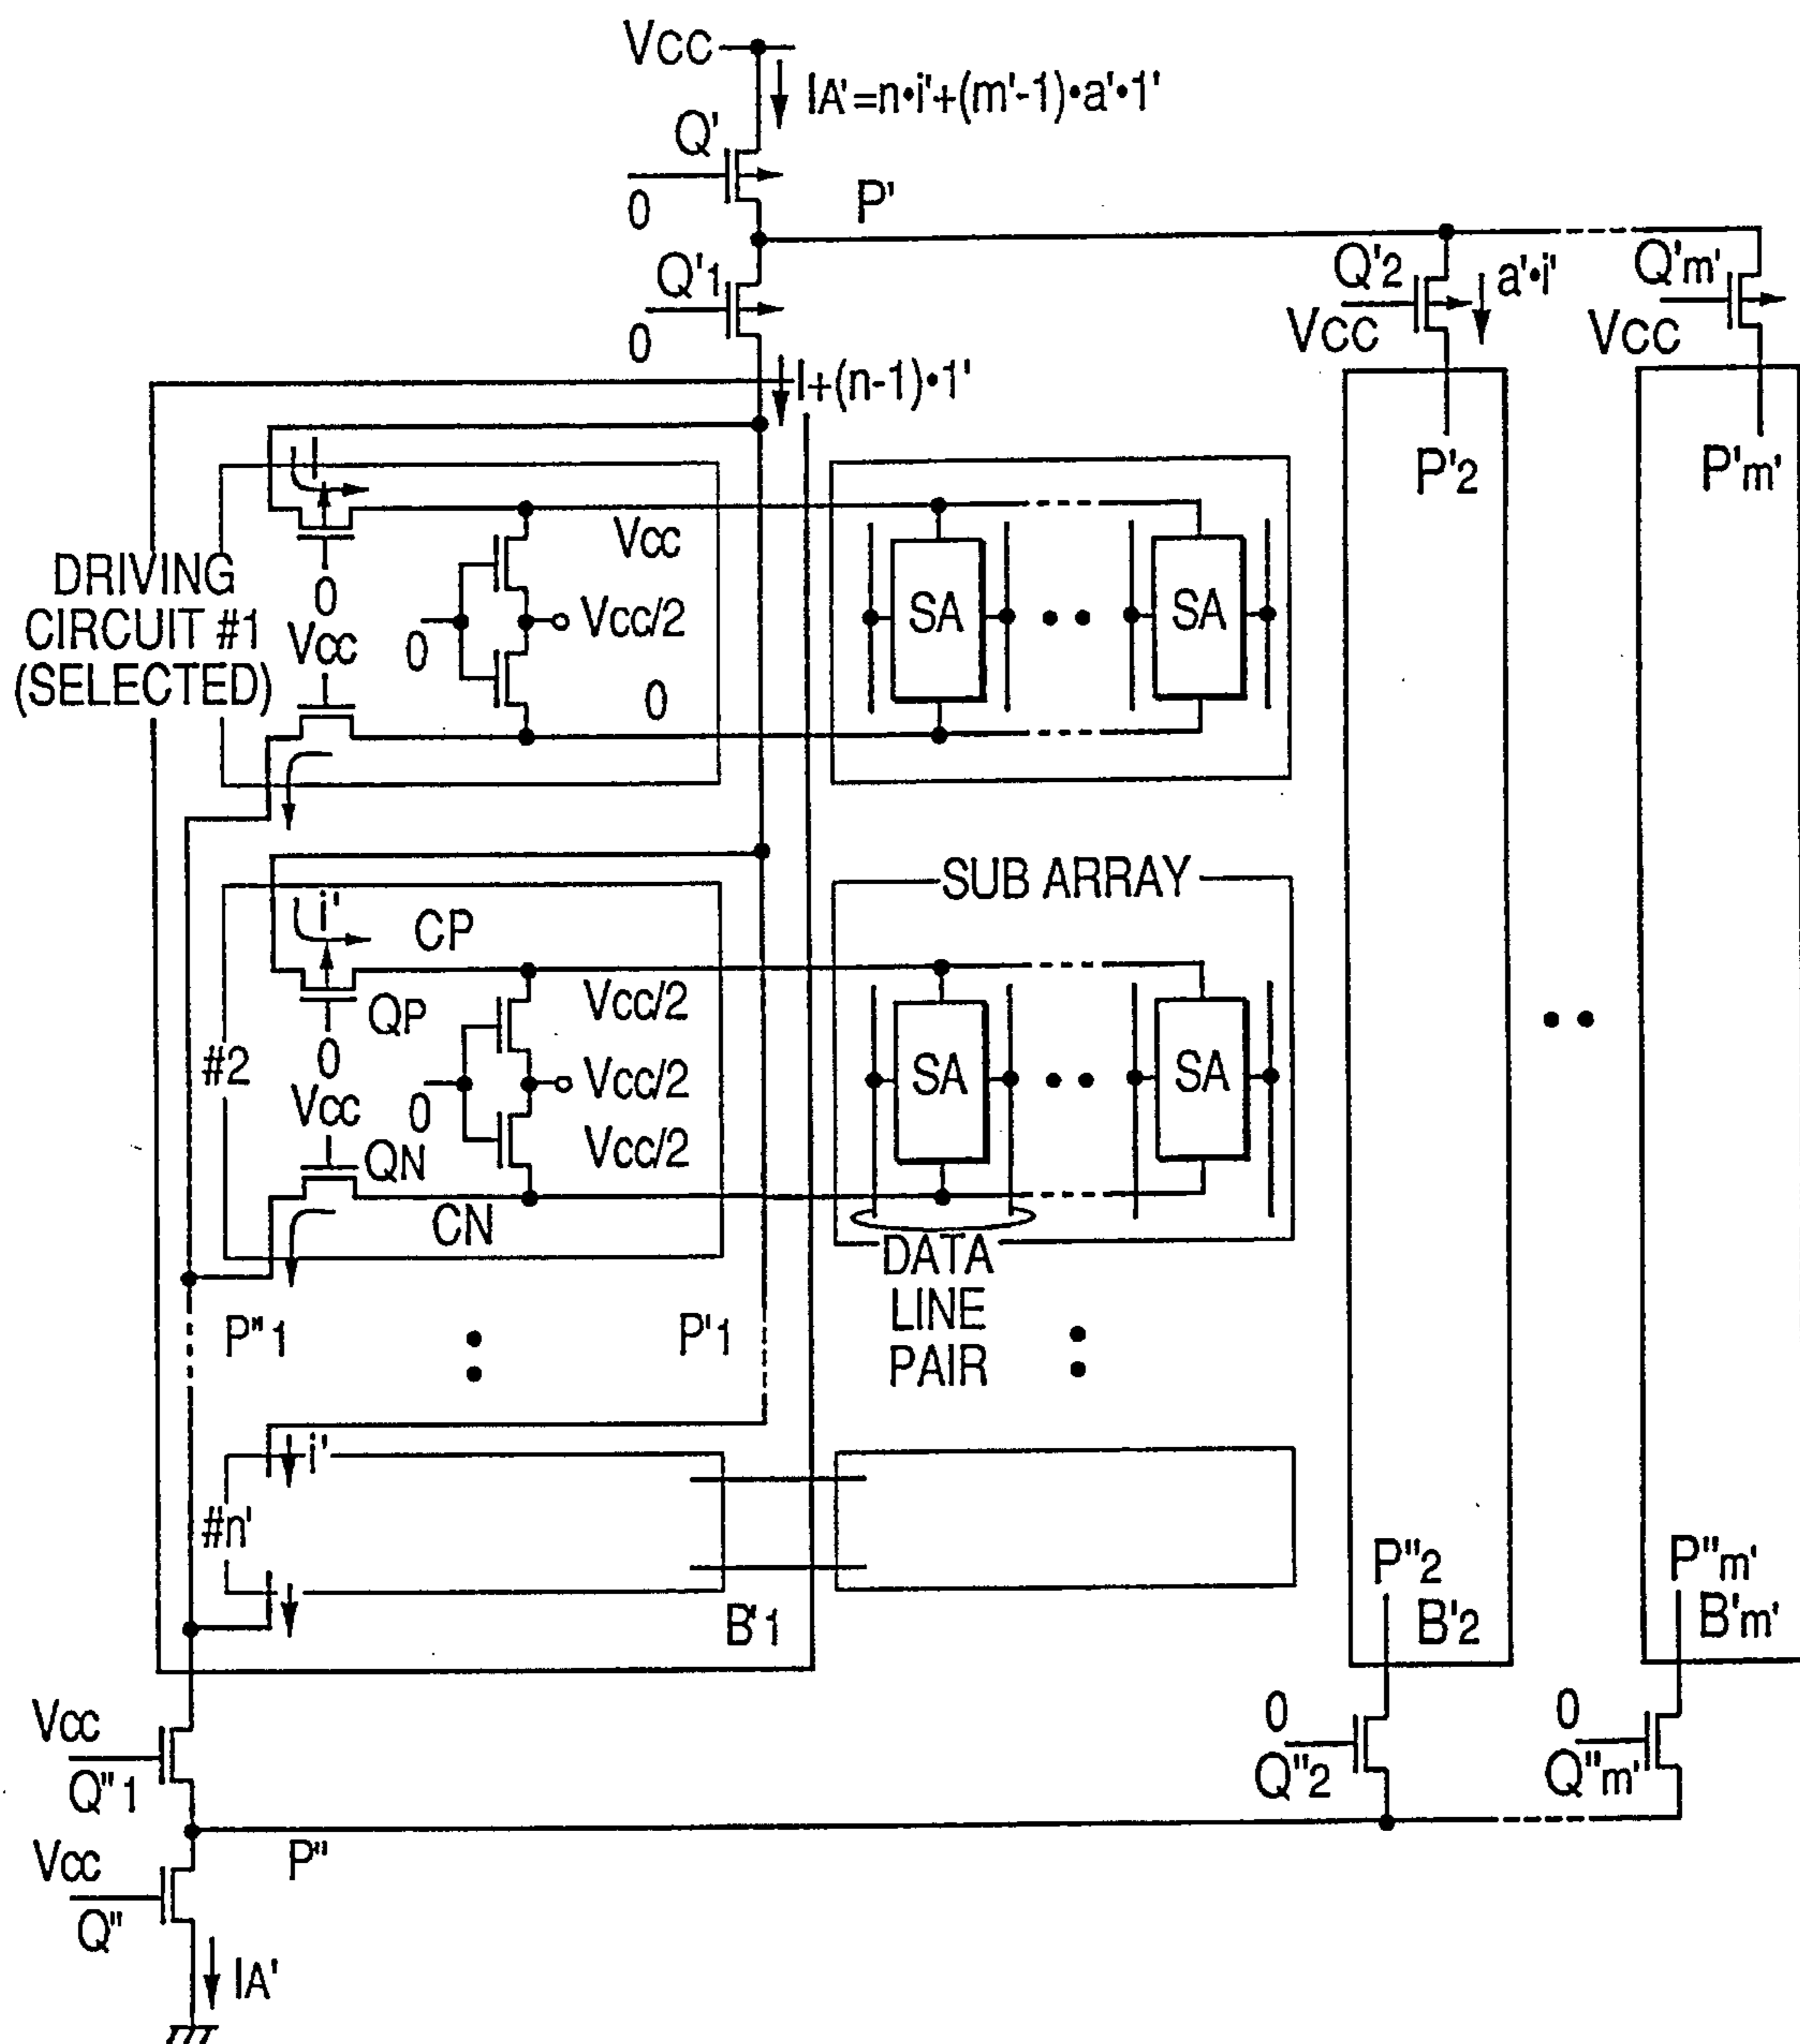 Vcc
IA'=n•i'+(m'-1)•a'•1'
Q'
0
P'
Q'1
0
Q'2
a'•i'
Q'm'
Vcc
Vcc
I+(n-1)•1'
P'2
P'm'
I
DRIVING
CIRCUIT #1
(SELECTED)
0
Vcc
0
Vcc
Vcc/2
0
SA
SA
SUB ARRAY
i'
CP
QP
0
#2
Vcc
QN
0
Vcc/2
Vcc/2
Vcc/2
CN
SA
SA
DATA
LINE
PAIR
P"1
P'1
i'
#n'
B'1
P"2
B'2
P"m'
B'm'
Vcc
Q"1
0
Q"2
0
Q"m'
Vcc
P"
Q"
IA'